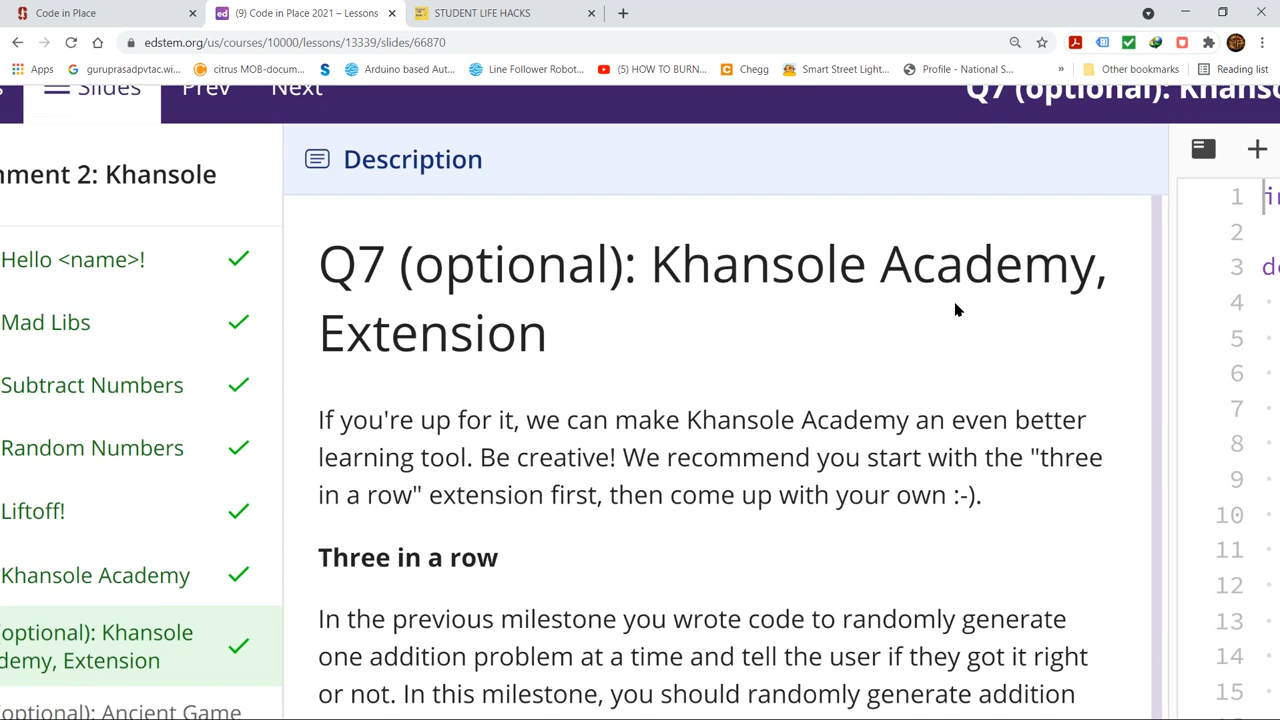 Code in Place
(9) Code in Place 2021 – Lessons
STUDENT LIFE HACKS
edstem.org/us/courses/10000/lessons/13339/slides/66870
Apps
guruprasadpvtac.wi...
citrus MOB-docum...
Arduino based Aut...
Line Follower Robot...
(5) HOW TO BURN...
Chegg
Smart Street Light...
Profile - National S...
»
Other bookmarks
Reading list
Slides
Prev
Next
Q7 (optional): Khanso
nment 2: Khansole
Description
Hello <name>!
Mad Libs
Subtract Numbers
Random Numbers
Liftoff!
Khansole Academy
(optional): Khansole
demy, Extension
(optional): Ancient Game
Q7 (optional): Khansole Academy,
Extension
If you're up for it, we can make Khansole Academy an even better
learning tool. Be creative! We recommend you start with the "three
in a row" extension first, then come up with your own :-).
Three in a row
In the previous milestone you wrote code to randomly generate
one addition problem at a time and tell the user if they got it right
or not. In this milestone, you should randomly generate addition
1
2
3
4
5
6
7
8
9
10
11
12
13
14
15